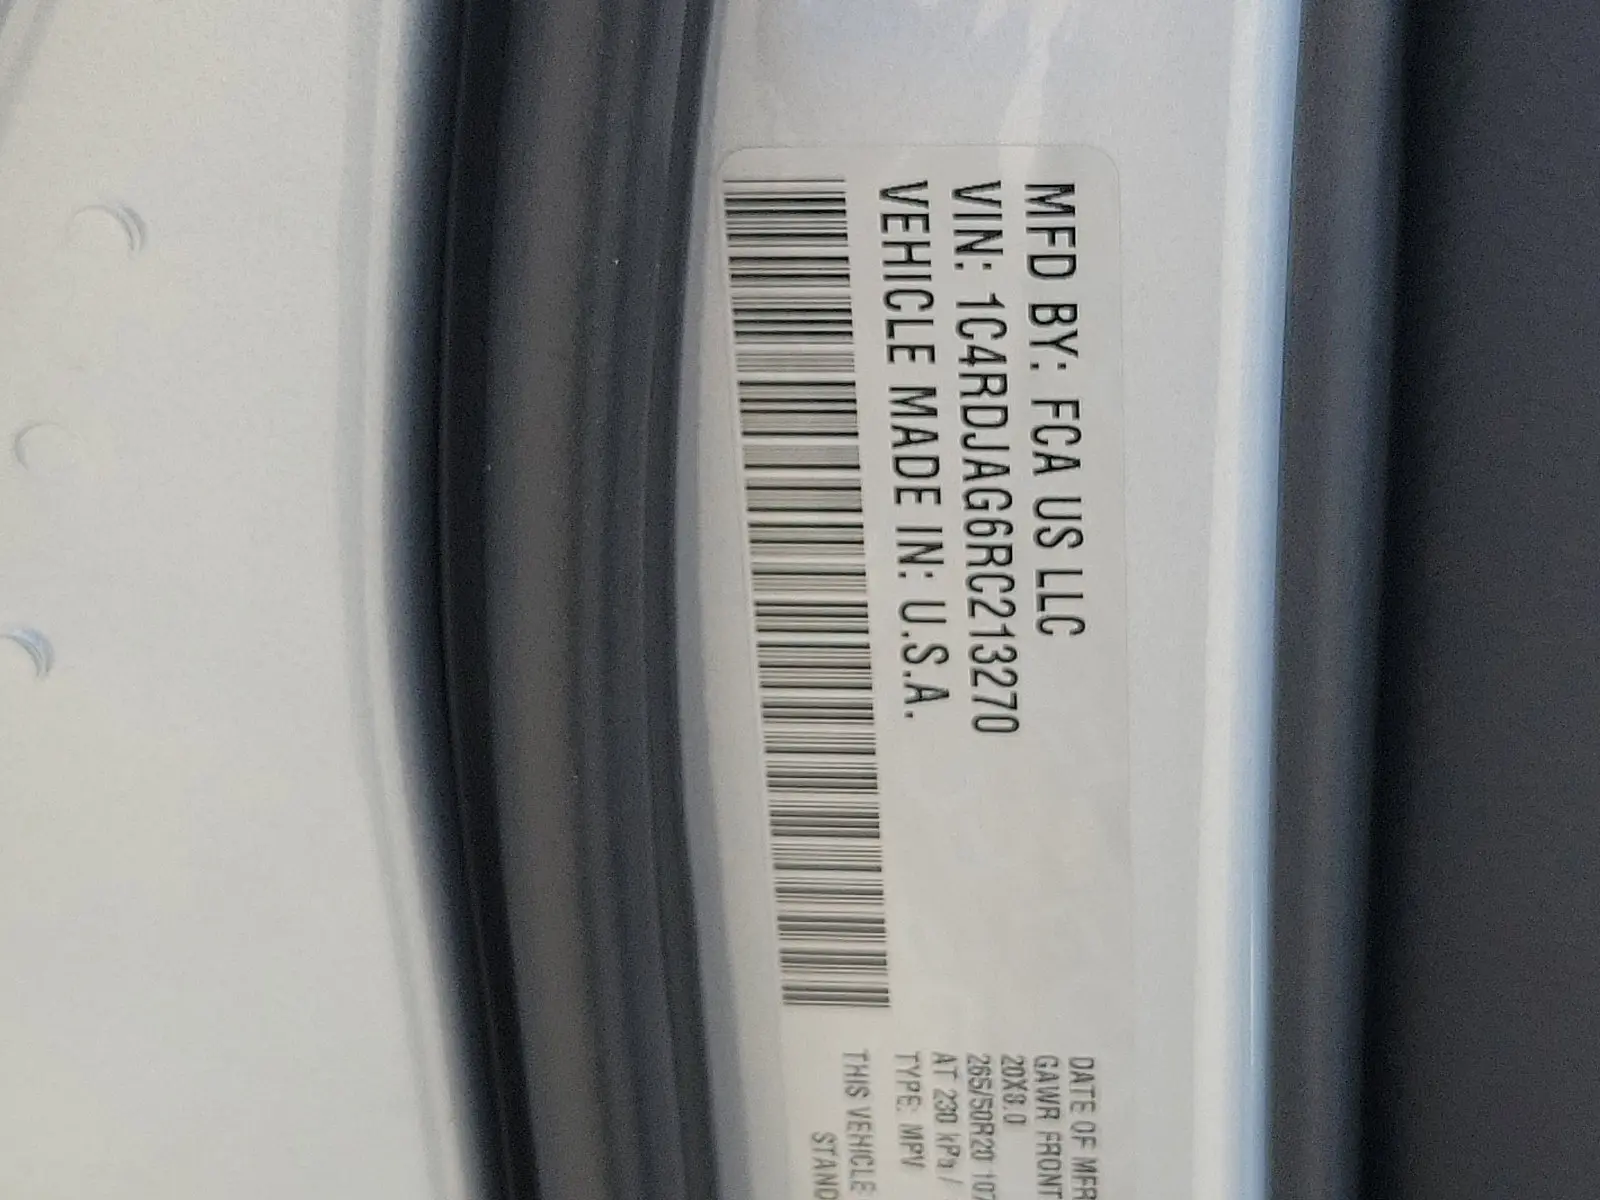 MFD BY: FCA US LLC
VIN: 1C4RDJAG6RC213270
VEHICLE MADE IN: U.S.A.
DATE OF MFR
GAWR FRONT
20X8.0
265/50R20 107
AT 230 kPa /
TYPE: MPV
THIS VEHICLE
STAND